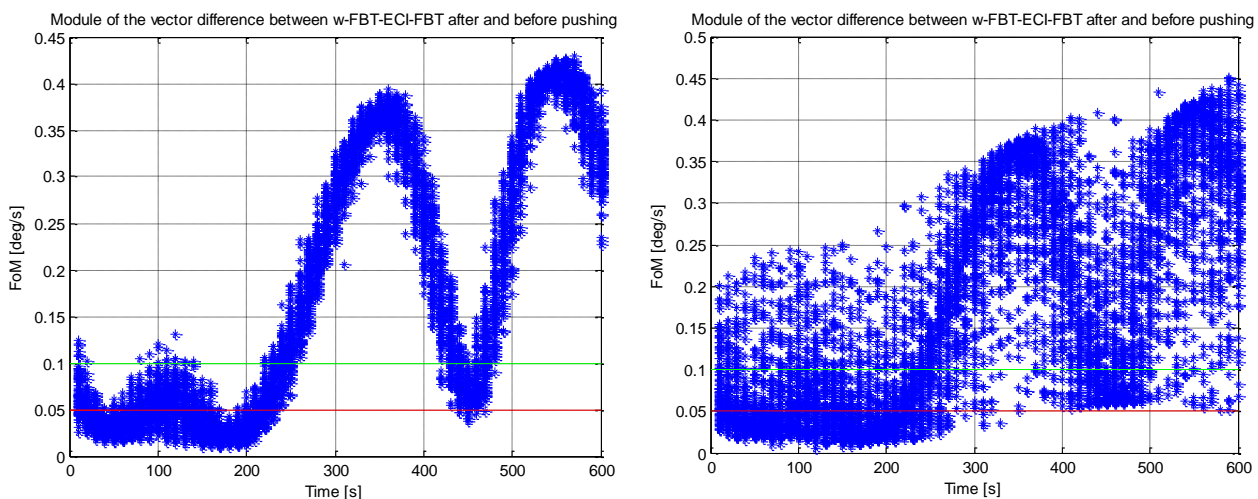 Module of the vector difference between w-FBT-ECI-FBT after and before pushing
0.45
0.4
0.35
0.3
0.25
0.2
0.15
0.1
0.05
0
FoM [deg/s]
0 100 200 300 400 500 600
Time [s]
Module of the vector difference between w-FBT-ECI-FBT after and before pushing
0.5
0.45
0.4
0.35
0.3
0.25
0.2
0.15
0.1
0.05
0
FoM [deg/s]
0 100 200 300 400 500 600
Time [s]